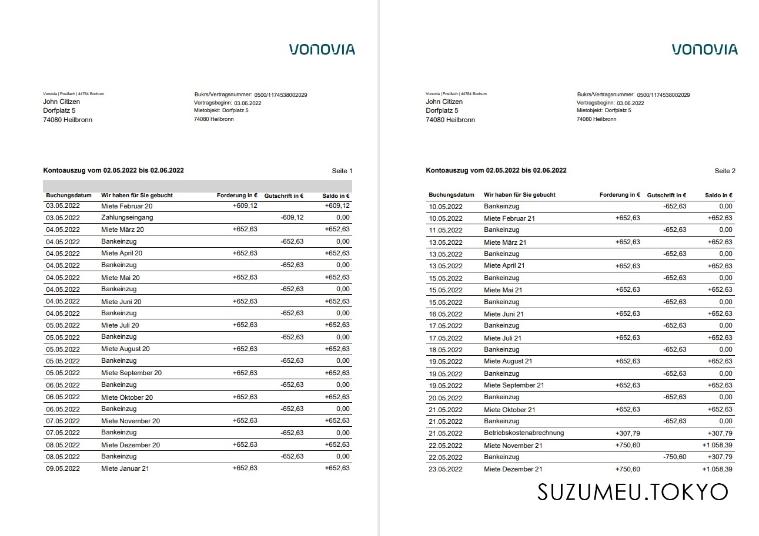 VONOVIA
Vonovia | Postfach | 44784 Bochum
John Citizen
Dorfplatz 5
74080 Heilbronn
Bukrs/Vertragsnummer: 0500/1174538002029
Vertragsbeginn: 03.06.2022
Mietobjekt: Dorfplatz 5
74080 Heilbronn
Kontoauszug vom 02.05.2022 bis 02.06.2022 Seite 1
Buchungsdatum Wir haben für Sie gebucht Forderung in € Gutschrift in € Saldo in €
03.05.2022 Miete Februar 20 +609,12 +609,12
03.05.2022 Zahlungseingang -609,12 0,00
04.05.2022 Miete März 20 +652,63 +652,63
04.05.2022 Bankeinzug -652,63 0,00
04.05.2022 Miete April 20 +652,63 +652,63
04.05.2022 Bankeinzug -652,63 0,00
04.05.2022 Miete Mai 20 +652,63 +652,63
04.05.2022 Bankeinzug -652,63 0,00
04.05.2022 Miete Juni 20 +652,63 +652,63
04.05.2022 Bankeinzug -652,63 0,00
05.05.2022 Miete Juli 20 +652,63 +652,63
05.05.2022 Bankeinzug -652,63 0,00
05.05.2022 Miete August 20 +652,63 +652,63
05.05.2022 Bankeinzug -652,63 0,00
05.05.2022 Miete September 20 +652,63 +652,63
06.05.2022 Bankeinzug -652,63 0,00
06.05.2022 Miete Oktober 20 +652,63 +652,63
06.05.2022 Bankeinzug -652,63 0,00
07.05.2022 Miete November 20 +652,63 +652,63
07.05.2022 Bankeinzug -652,63 0,00
08.05.2022 Miete Dezember 20 +652,63 +652,63
08.05.2022 Bankeinzug -652,63 0,00
09.05.2022 Miete Januar 21 +652,63 +652,63
VONOVIA
Vonovia | Postfach | 44784 Bochum
John Citizen
Dorfplatz 5
74080 Heilbronn
Bukrs/Vertragsnummer: 0500/1174538002029
Vertragsbeginn: 03.06.2022
Mietobjekt: Dorfplatz 5
74080 Heilbronn
Kontoauszug vom 02.05.2022 bis 02.06.2022 Seite 2
Buchungsdatum Wir haben für Sie gebucht Forderung in € Gutschrift in € Saldo in €
10.05.2022 Bankeinzug -652,63 0,00
10.05.2022 Miete Februar 21 +652,63 +652,63
11.05.2022 Bankeinzug -652,63 0,00
13.05.2022 Miete März 21 +652,63 +652,63
13.05.2022 Bankeinzug -652,63 0,00
13.05.2022 Miete April 21 +652,63 +652,63
15.05.2022 Bankeinzug -652,63 0,00
15.05.2022 Miete Mai 21 +652,63 +652,63
15.05.2022 Bankeinzug -652,63 0,00
16.05.2022 Miete Juni 21 +652,63 +652,63
17.05.2022 Bankeinzug -652,63 0,00
17.05.2022 Miete Juli 21 +652,63 +652,63
18.05.2022 Bankeinzug -652,63 0,00
19.05.2022 Miete August 21 +652,63 +652,63
19.05.2022 Bankeinzug -652,63 0,00
19.05.2022 Miete September 21 +652,63 +652,63
20.05.2022 Bankeinzug -652,63 0,00
21.05.2022 Miete Oktober 21 +652,63 +652,63
21.05.2022 Bankeinzug -652,63 0,00
21.05.2022 Betriebskostenabrechnung +307,79 +307,79
22.05.2022 Miete November 21 +750,60 +1 058,39
22.05.2022 Bankeinzug -750,60 +307,79
23.05.2022 Miete Dezember 21 +750,60 +1 058,39
SUZUMEU.TOKYO